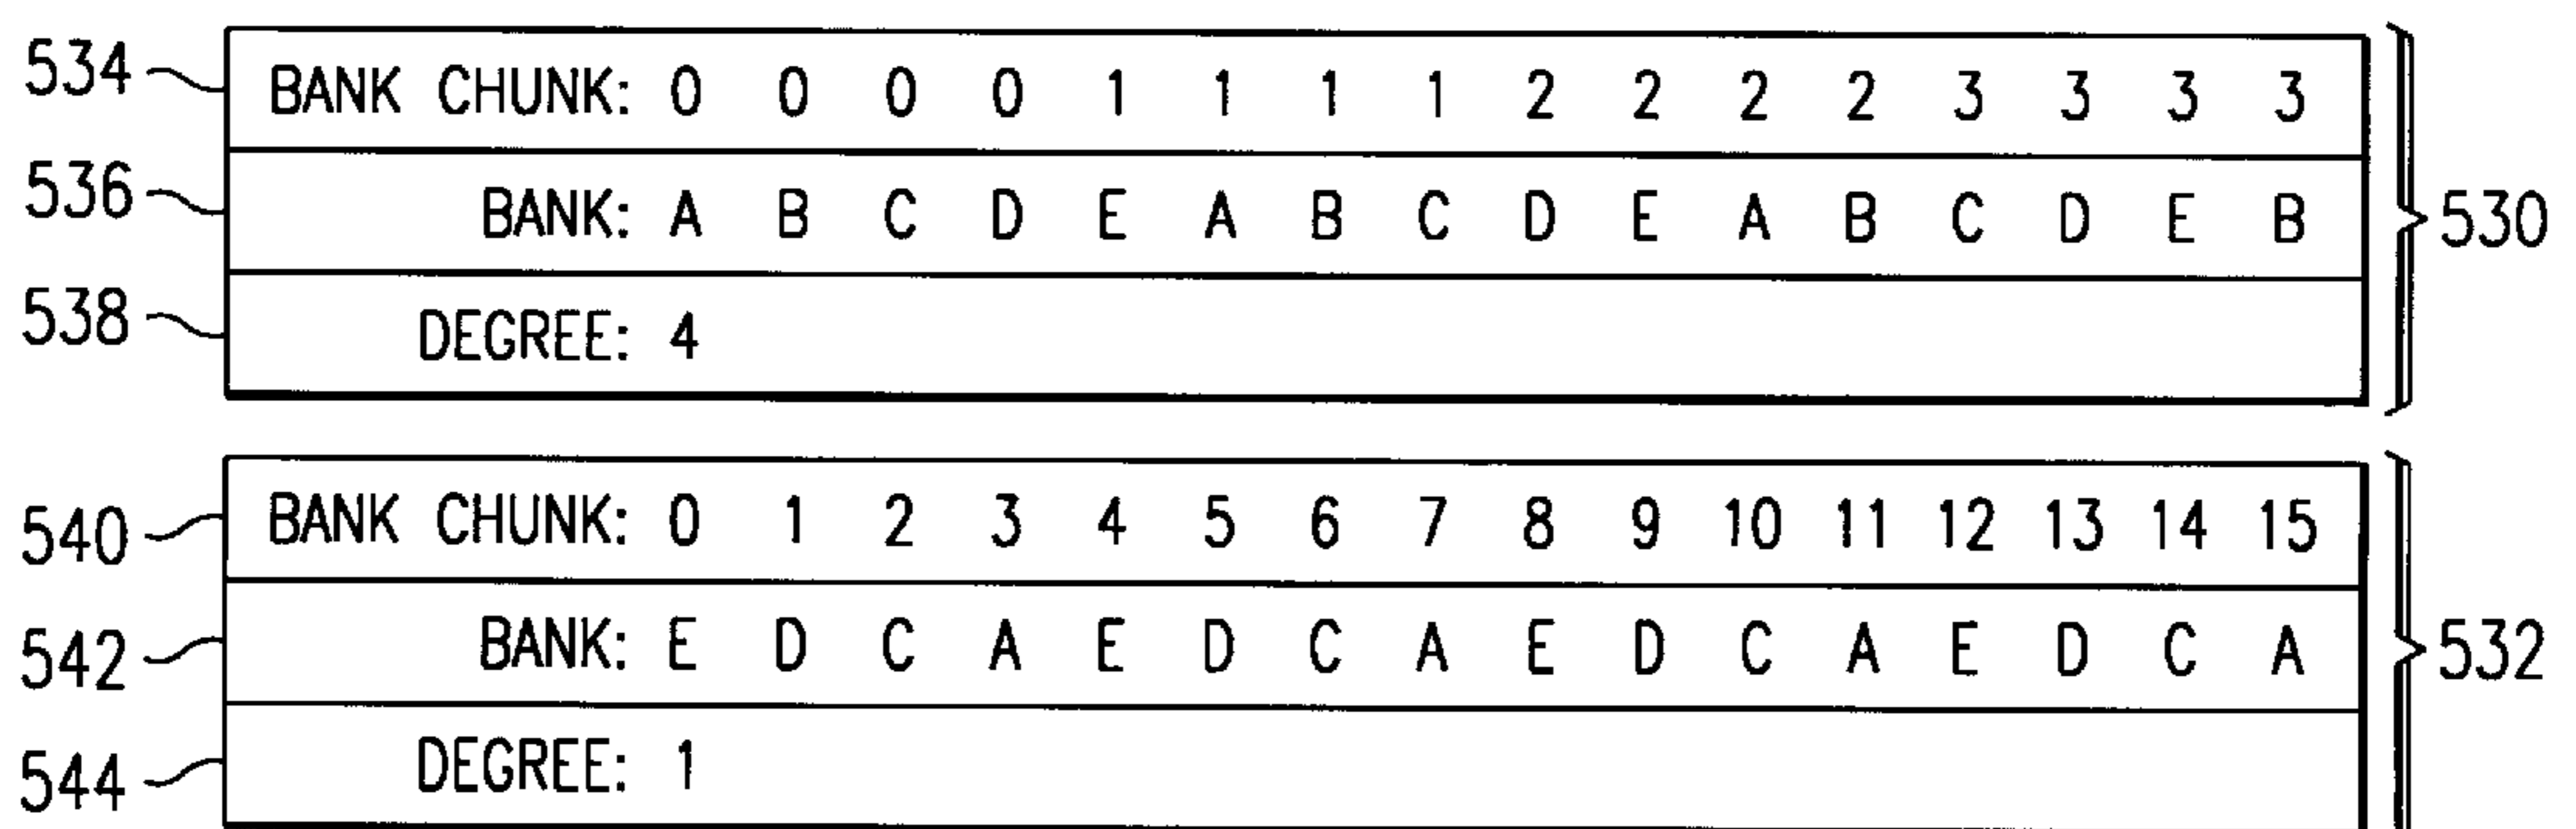 534 BANK CHUNK: 0 0 0 0 1 1 1 1 2 2 2 2 3 3 3 3
536 BANK: A B C D E A B C D E A B C D E B 530
538 DEGREE: 4
540 BANK CHUNK: 0 1 2 3 4 5 6 7 8 9 10 11 12 13 14 15
542 BANK: E D C A E D C A E D C A E D C A 532
544 DEGREE: 1